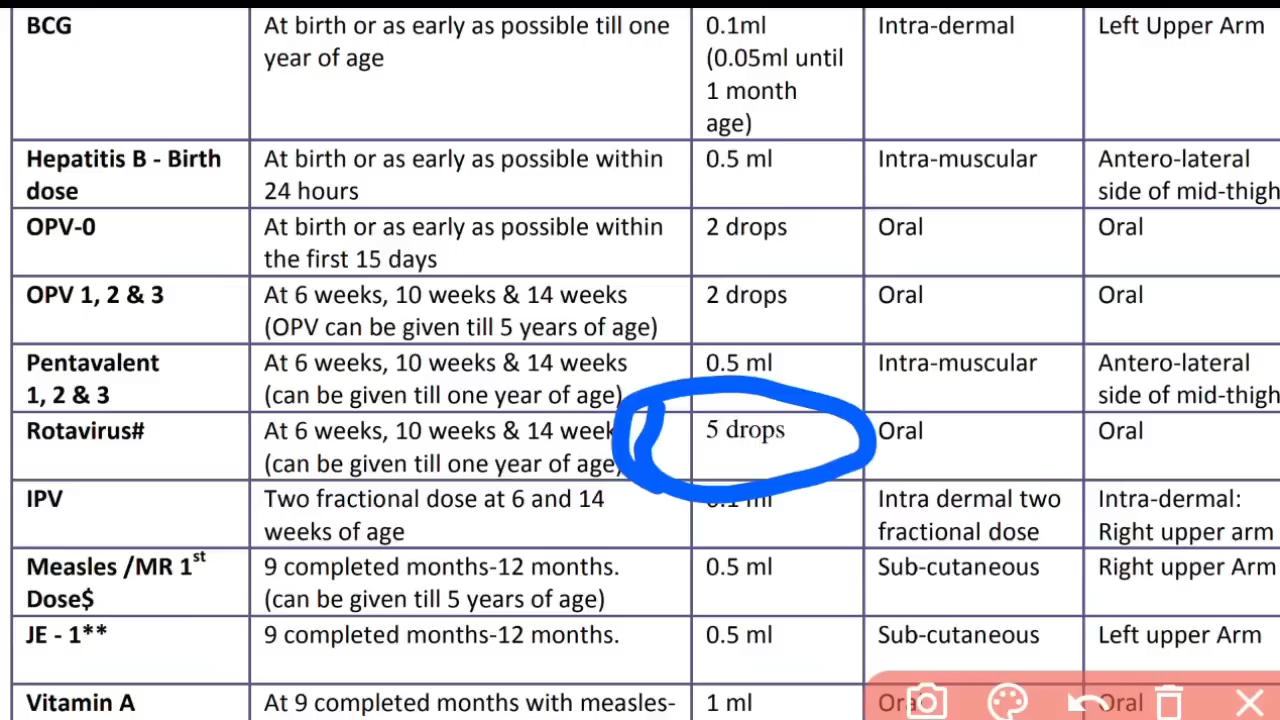 BCG At birth or as early as possible till one 0.1ml Intra-dermal Left Upper Arm
year of age (0.05ml until
1 month
age)
Hepatitis B - Birth At birth or as early as possible within 0.5 ml Intra-muscular Antero-lateral
dose 24 hours side of mid-thigh
OPV-0 At birth or as early as possible within 2 drops Oral Oral
the first 15 days
OPV 1, 2 & 3 At 6 weeks, 10 weeks & 14 weeks 2 drops Oral Oral
(OPV can be given till 5 years of age)
Pentavalent At 6 weeks, 10 weeks & 14 weeks 0.5 ml Intra-muscular Antero-lateral
1, 2 & 3 (can be given till one year of age) side of mid-thigh
Rotavirus# At 6 weeks, 10 weeks & 14 week 5 drops Oral Oral
(can be given till one year of age)
IPV Two fractional dose at 6 and 14 0.1 ml Intra dermal two Intra-dermal:
weeks of age fractional dose Right upper arm
Measles /MR 1st 9 completed months-12 months. 0.5 ml Sub-cutaneous Right upper Arm
Dose$ (can be given till 5 years of age)
JE - 1** 9 completed months-12 months. 0.5 ml Sub-cutaneous Left upper Arm
Vitamin A At 9 completed months with measles- 1 ml Oral Oral